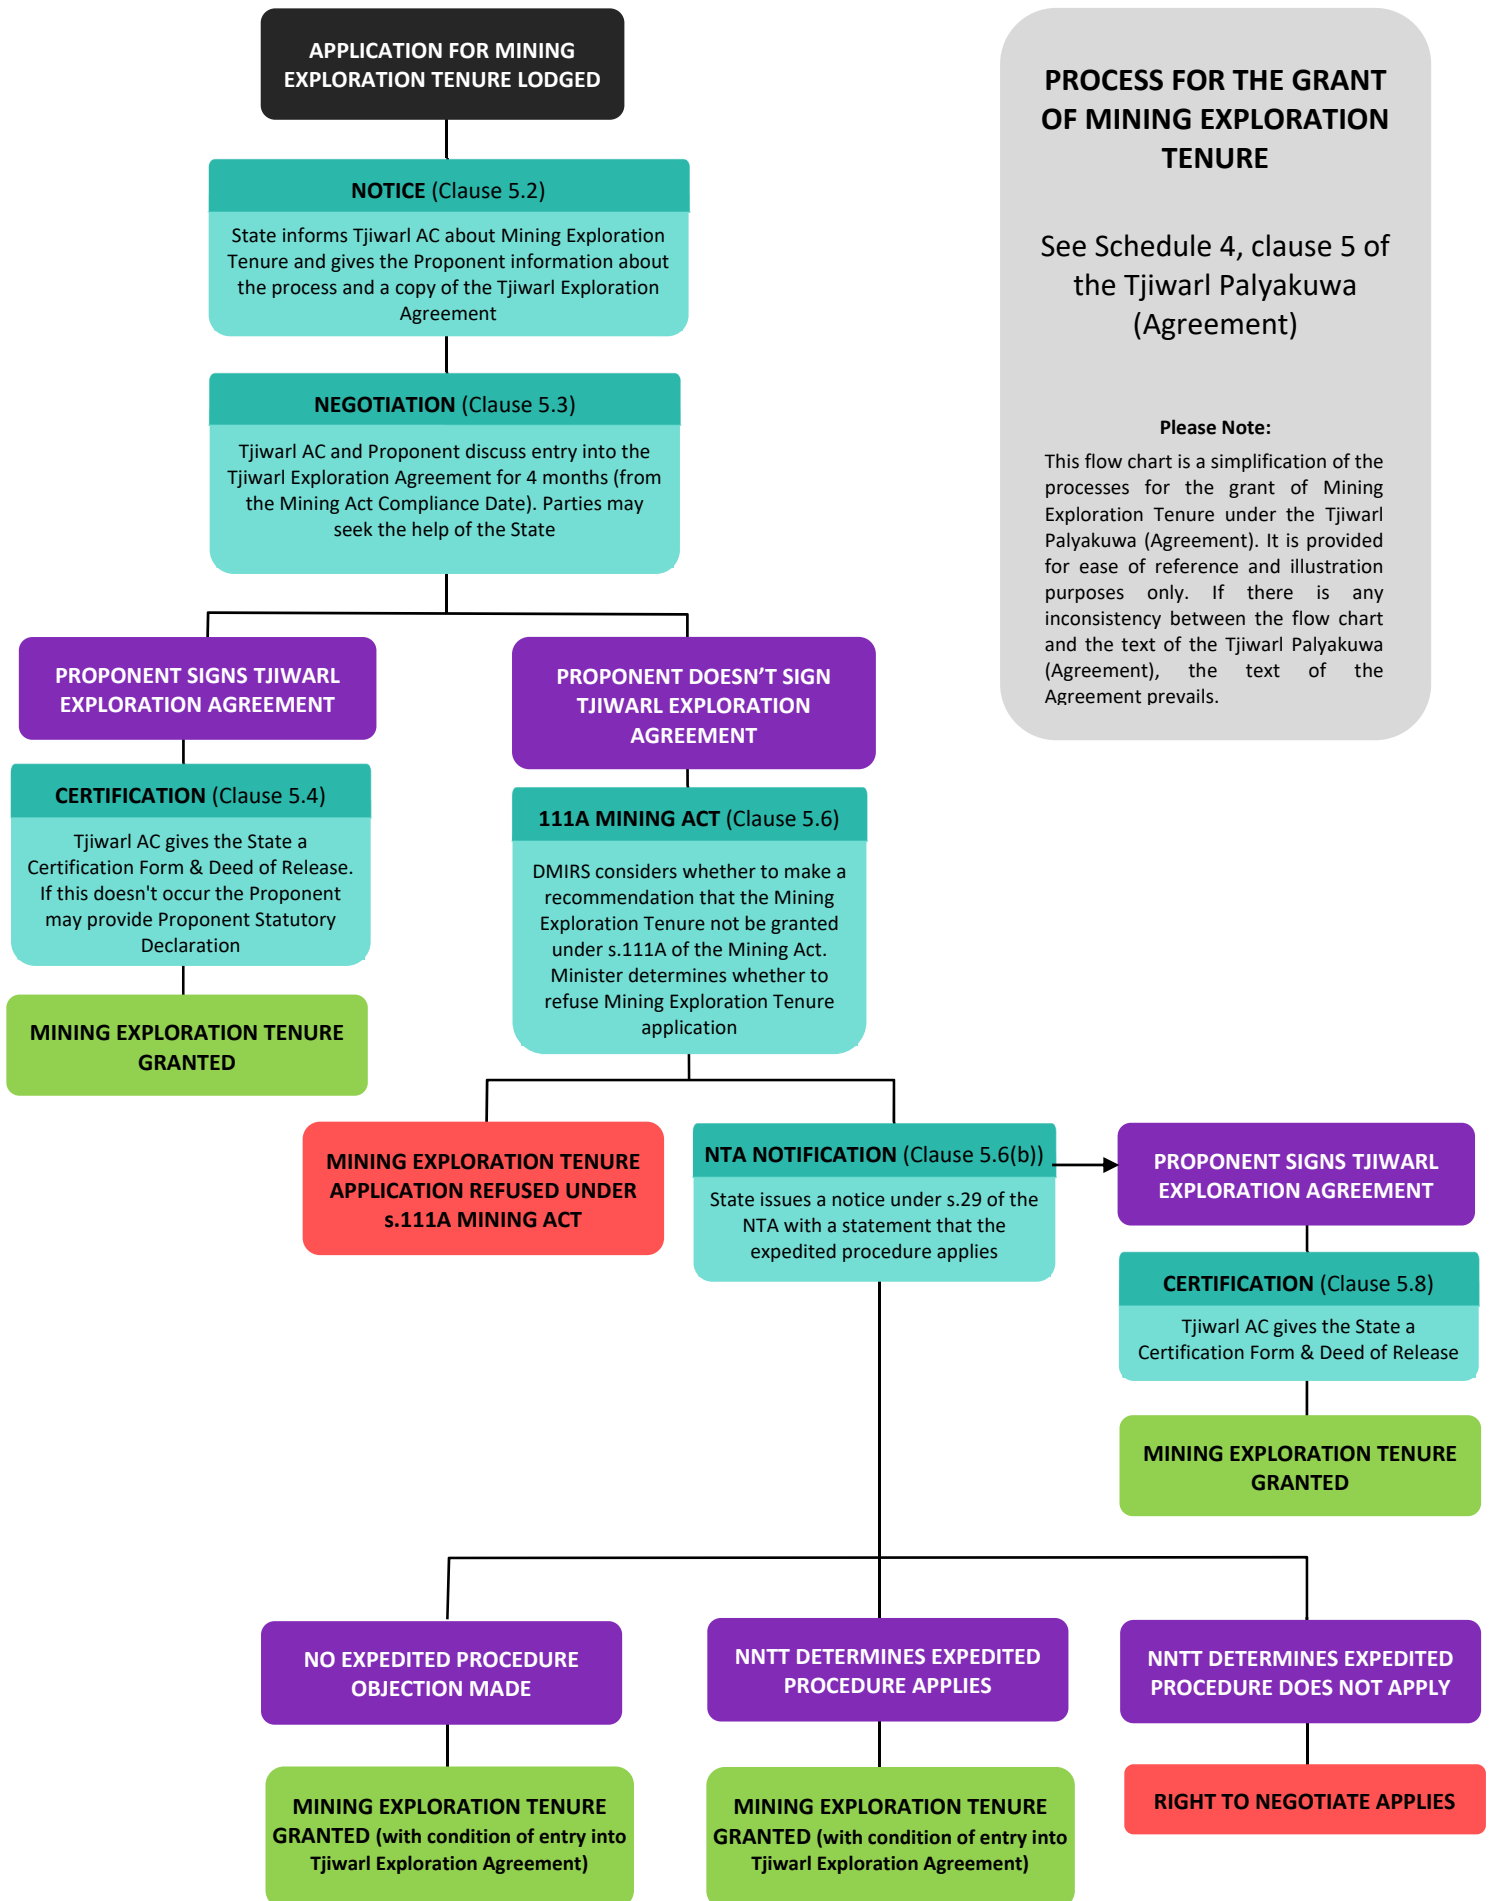 APPLICATION FOR MINING
EXPLORATION TENURE LODGED
PROCESS FOR THE GRANT
OF MINING EXPLORATION
TENURE
See Schedule 4, clause 5 of
the Tjiwarl Palyakuwa
(Agreement)
Please Note:
This flow chart is a simplification of the
processes for the grant of Mining
Exploration Tenure under the Tjiwarl
Palyakuwa (Agreement). It is provided
for ease of reference and illustration
purposes only. If there is any
inconsistency between the flow chart
and the text of the Tjiwarl Palyakuwa
(Agreement), the text of the
Agreement prevails.
NOTICE (Clause 5.2)
State informs Tjiwarl AC about Mining Exploration
Tenure and gives the Proponent information about
the process and a copy of the Tjiwarl Exploration
Agreement
NEGOTIATION (Clause 5.3)
Tjiwarl AC and Proponent discuss entry into the
Tjiwarl Exploration Agreement for 4 months (from
the Mining Act Compliance Date). Parties may
seek the help of the State
PROPONENT SIGNS TJIWARL
EXPLORATION AGREEMENT
PROPONENT DOESN’T SIGN
TJIWARL EXPLORATION
AGREEMENT
CERTIFICATION (Clause 5.4)
Tjiwarl AC gives the State a
Certification Form & Deed of Release.
If this doesn't occur the Proponent
may provide Proponent Statutory
Declaration
MINING EXPLORATION TENURE
GRANTED
111A MINING ACT (Clause 5.6)
DMIRS considers whether to make a
recommendation that the Mining
Exploration Tenure not be granted
under s.111A of the Mining Act.
Minister determines whether to
refuse Mining Exploration Tenure
application
MINING EXPLORATION TENURE
APPLICATION REFUSED UNDER
s.111A MINING ACT
NTA NOTIFICATION (Clause 5.6(b))
State issues a notice under s.29 of the
NTA with a statement that the
expedited procedure applies
PROPONENT SIGNS TJIWARL
EXPLORATION AGREEMENT
CERTIFICATION (Clause 5.8)
Tjiwarl AC gives the State a
Certification Form & Deed of Release
MINING EXPLORATION TENURE
GRANTED
NO EXPEDITED PROCEDURE
OBJECTION MADE
NNTT DETERMINES EXPEDITED
PROCEDURE APPLIES
NNTT DETERMINES EXPEDITED
PROCEDURE DOES NOT APPLY
MINING EXPLORATION TENURE
GRANTED (with condition of entry into
Tjiwarl Exploration Agreement)
MINING EXPLORATION TENURE
GRANTED (with condition of entry into
Tjiwarl Exploration Agreement)
RIGHT TO NEGOTIATE APPLIES